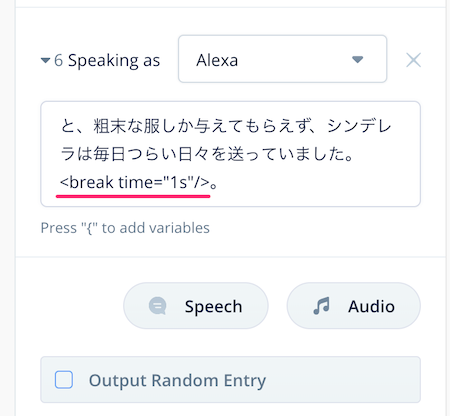 6 Speaking as
Alexa
と、粗末な服しか与えてもらえず、シンデレ
ラは毎日つらい日々を送っていました。
<break time="1s"/>。
Press "{" to add variables
Speech
Audio
Output Random Entry